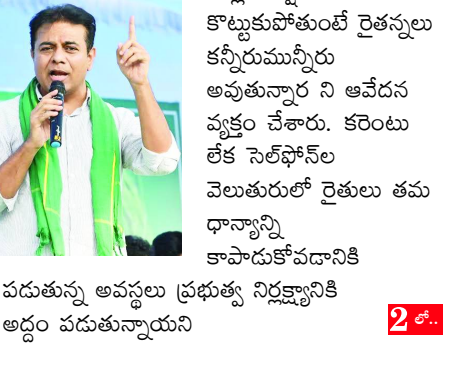 కొట్టుకుపోతుంటే రైతన్నలు
కన్నీరుమున్నీరు
అవుతున్నార ని ఆవేదన
వ్యక్తం చేశారు. కరెంటు
లేక సెల్‌ఫోన్‌ల
వెలుతురులో రైతులు తమ
ధాన్యాన్ని
కాపాడుకోవడానికి
పడుతున్న అవస్థలు ప్రభుత్వ నిర్లక్ష్యానికి
అద్దం పడుతున్నాయని
2 లో..